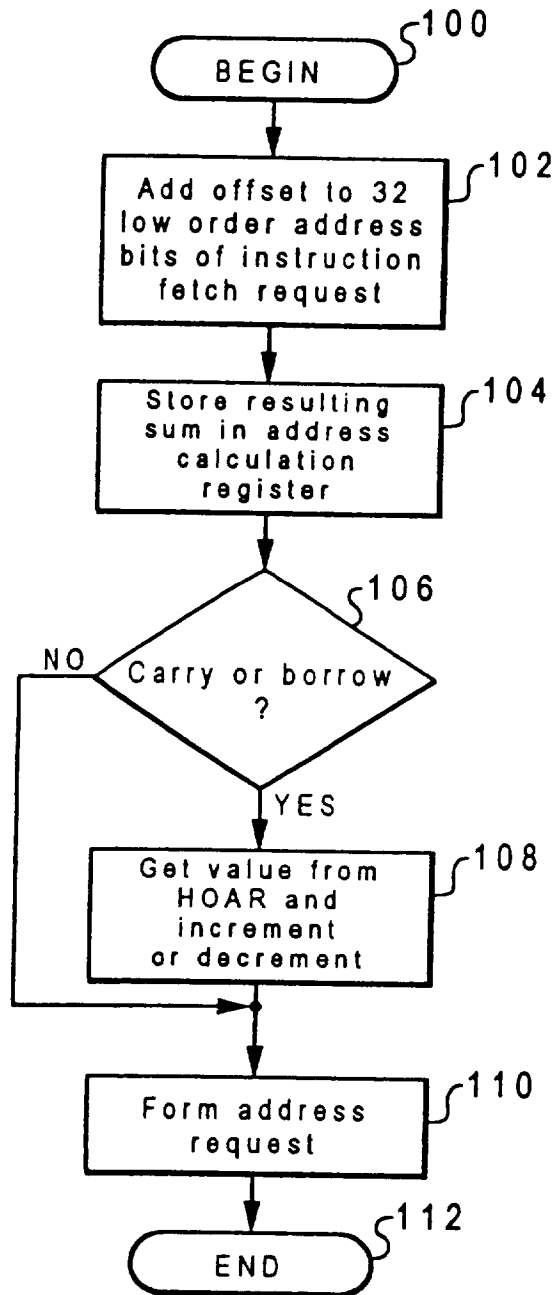 100
BEGIN
102
Add offset to 32
low order address
bits of instruction
fetch request
104
Store resulting
sum in address
calculation
register
106
NO
Carry or borrow
?
YES
108
Get value from
HOAR and
increment
or decrement
110
Form address
request
112
END